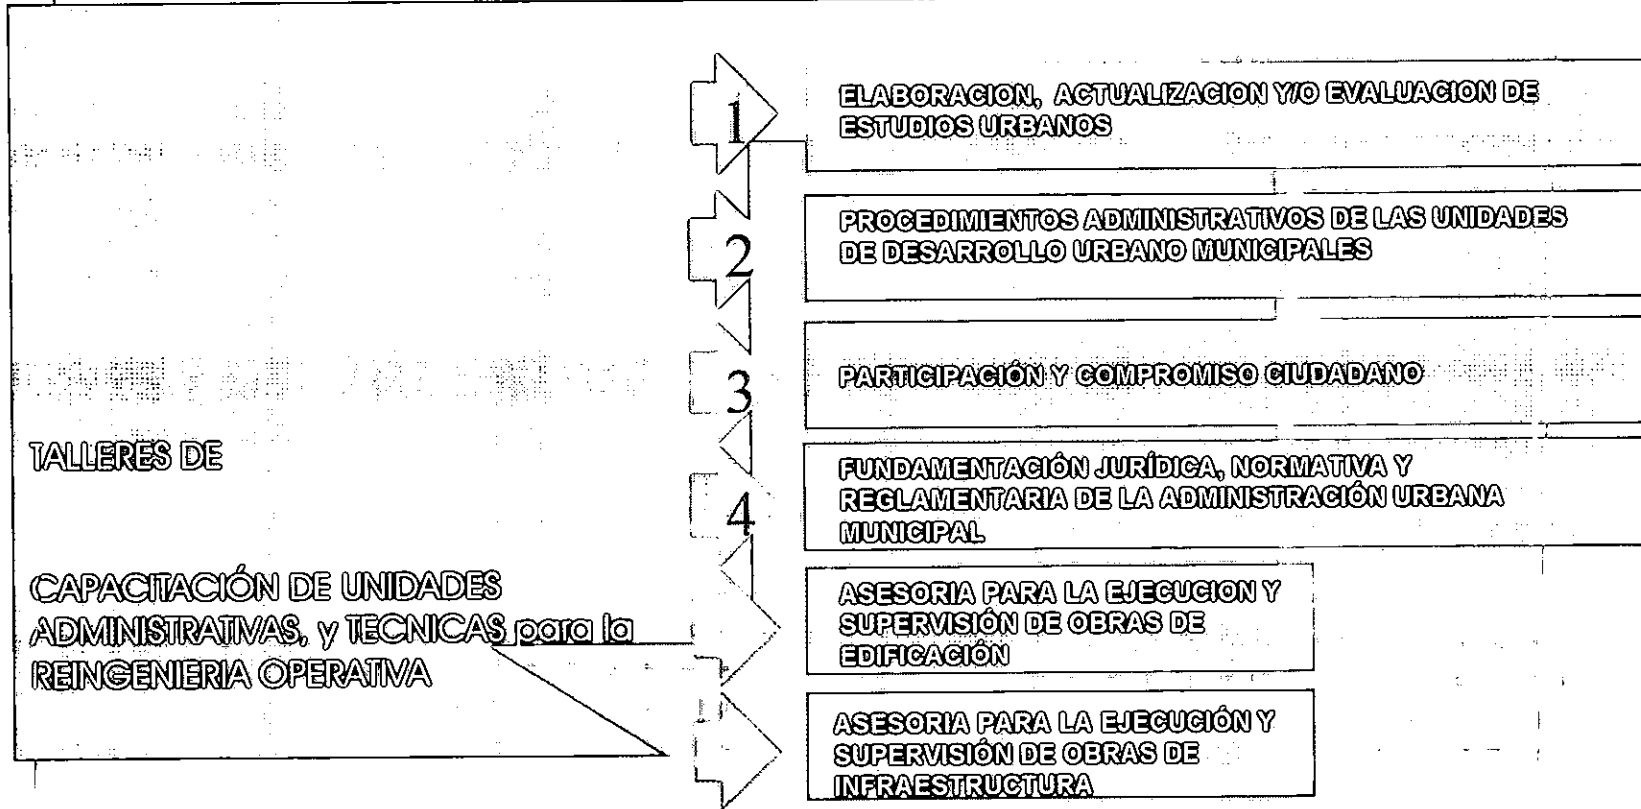 TALLERES DE
CAPACITACIÓN DE UNIDADES
ADMINISTRATIVAS, y TECNICAS para la
REINGENIERIA OPERATIVA
1
ELABORACION, ACTUALIZACION Y/O EVALUACION DE
ESTUDIOS URBANOS
2
PROCEDIMIENTOS ADMINISTRATIVOS DE LAS UNIDADES
DE DESARROLLO URBANO MUNICIPALES
3
PARTICIPACIÓN Y COMPROMISO CIUDADANO
4
FUNDAMENTACIÓN JURÍDICA, NORMATIVA Y
REGLAMENTARIA DE LA ADMINISTRACIÓN URBANA
MUNICIPAL
ASESORIA PARA LA EJECUCION Y
SUPERVISIÓN DE OBRAS DE
EDIFICACIÓN
ASESORIA PARA LA EJECUCIÓN Y
SUPERVISIÓN DE OBRAS DE
INFRAESTRUCTURA